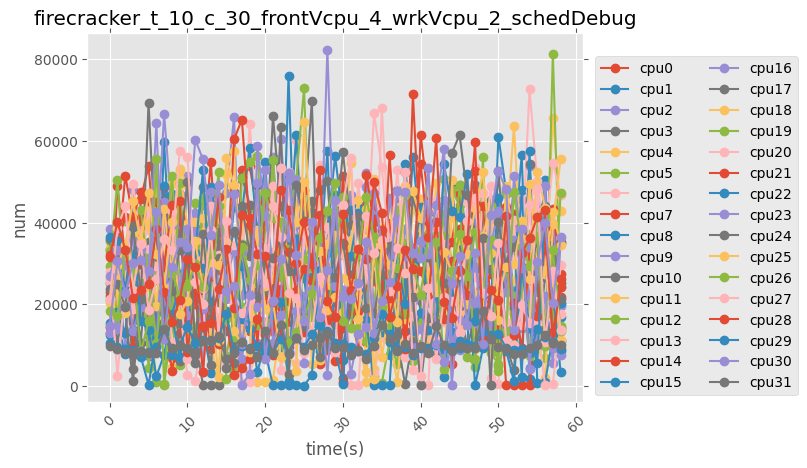 firecracker_t_10_c_30_frontVcpu_4_wrkVcpu_2_schedDebug
num
80000
60000
40000
20000
0
0
10
20
30
40
50
60
time(s)
cpu0
cpu1
cpu2
cpu3
cpu4
cpu5
cpu6
cpu7
cpu8
cpu9
cpu10
cpu11
cpu12
cpu13
cpu14
cpu15
cpu16
cpu17
cpu18
cpu19
cpu20
cpu21
cpu22
cpu23
cpu24
cpu25
cpu26
cpu27
cpu28
cpu29
cpu30
cpu31